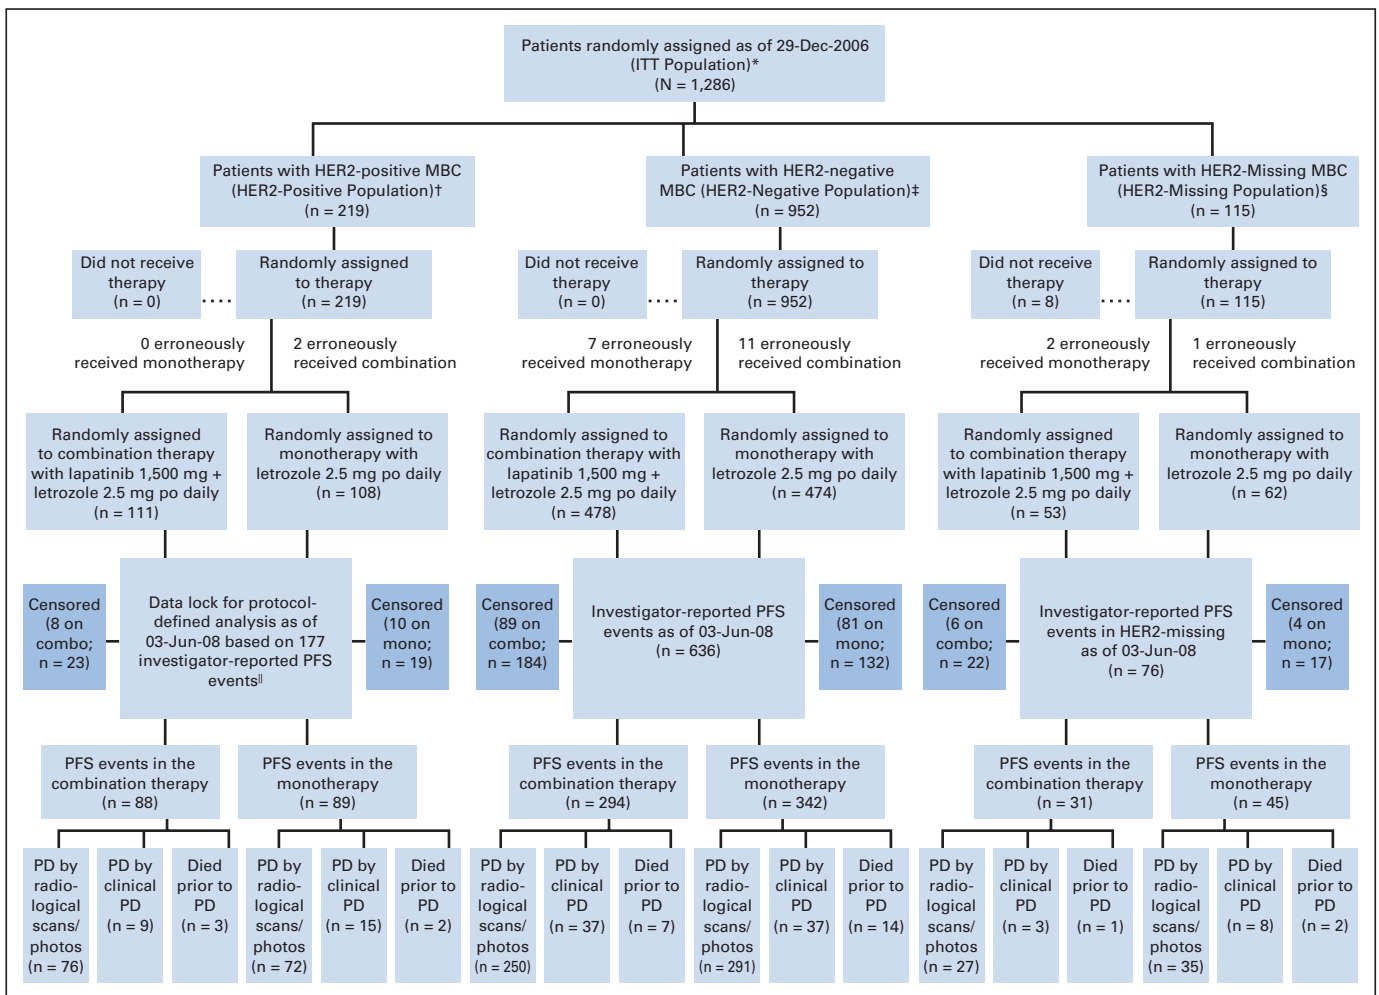 Patients randomly assigned as of 29-Dec-2006
(ITT Population)*
(N = 1,286)
Patients with HER2-positive MBC
(HER2-Positive Population)†
(n = 219)
Patients with HER2-negative
MBC (HER2-Negative Population)‡
(n = 952)
Patients with HER2-Missing MBC
(HER2-Missing Population)§
(n = 115)
Did not receive
therapy
(n = 0)
Randomly assigned
to therapy
(n = 219)
Did not receive
therapy
(n = 0)
Randomly assigned to
therapy
(n = 952)
Did not receive
therapy
(n = 8)
Randomly assigned to
therapy
(n = 115)
0 erroneously
received monotherapy
2 erroneously
received combination
7 erroneously
received monotherapy
11 erroneously
received combination
2 erroneously
received monotherapy
1 erroneously
received combination
Randomly assigned
to combination therapy
with lapatinib 1,500 mg +
letrozole 2.5 mg po daily
(n = 111)
Randomly assigned to
monotherapy with
letrozole 2.5 mg po daily
(n = 108)
Randomly assigned to
combination therapy with
lapatinib 1,500 mg +
letrozole 2.5 mg po daily
(n = 478)
Randomly assigned to
monotherapy with
letrozole 2.5 mg po daily
(n = 474)
Randomly assigned
to combination therapy
with lapatinib 1,500 mg +
letrozole 2.5 mg po daily
(n = 53)
Randomly assigned to
monotherapy with
letrozole 2.5 mg po daily
(n = 62)
Censored
(8 on
combo;
n = 23)
Data lock for protocol-
defined analysis as of
03-Jun-08 based on 177
investigator-reported PFS
events||
Censored
(10 on
mono;
n = 19)
Censored
(89 on
combo;
n = 184)
Investigator-reported PFS
events as of 03-Jun-08
n = 636)
Censored
(81 on
mono;
n = 132)
Censored
(6 on
combo;
n = 22)
Investigator-reported PFS
events in HER2-missing
as of 03-Jun-08
(n = 76)
Censored
(4 on
mono;
n = 17)
PFS events in the
combination therapy
(n = 88)
PFS events in the
monotherapy
(n = 89)
PFS events in the
combination therapy
(n = 294)
PFS events in the
monotherapy
(n = 342)
PFS events in the
combination therapy
(n = 31)
PFS events in the
monotherapy
(n = 45)
PD by
radio-
logical
scans/
photos
(n = 76)
PD by
clinical
PD
(n = 9)
Died
prior to
PD
(n = 3)
PD by
radio-
logical
scans/
photos
(n = 72)
PD by
clinical
PD
(n = 15)
Died
prior to
PD
(n = 2)
PD by
radio-
logical
scans/
photos
(n = 250)
PD by
clinical
PD
(n = 37)
Died
prior to
PD
(n = 7)
PD by
radio-
logical
scans/
photos
(n = 291)
PD by
clinical
PD
(n = 37)
Died
prior to
PD
(n = 14)
PD by
radio-
logical
scans/
photos
(n = 27)
PD by
clinical
PD
(n = 3)
Died
prior to
PD
(n = 1)
PD by
radio-
logical
scans/
photos
(n = 35)
PD by
clinical
PD
(n = 8)
Died
prior to
PD
(n = 2)